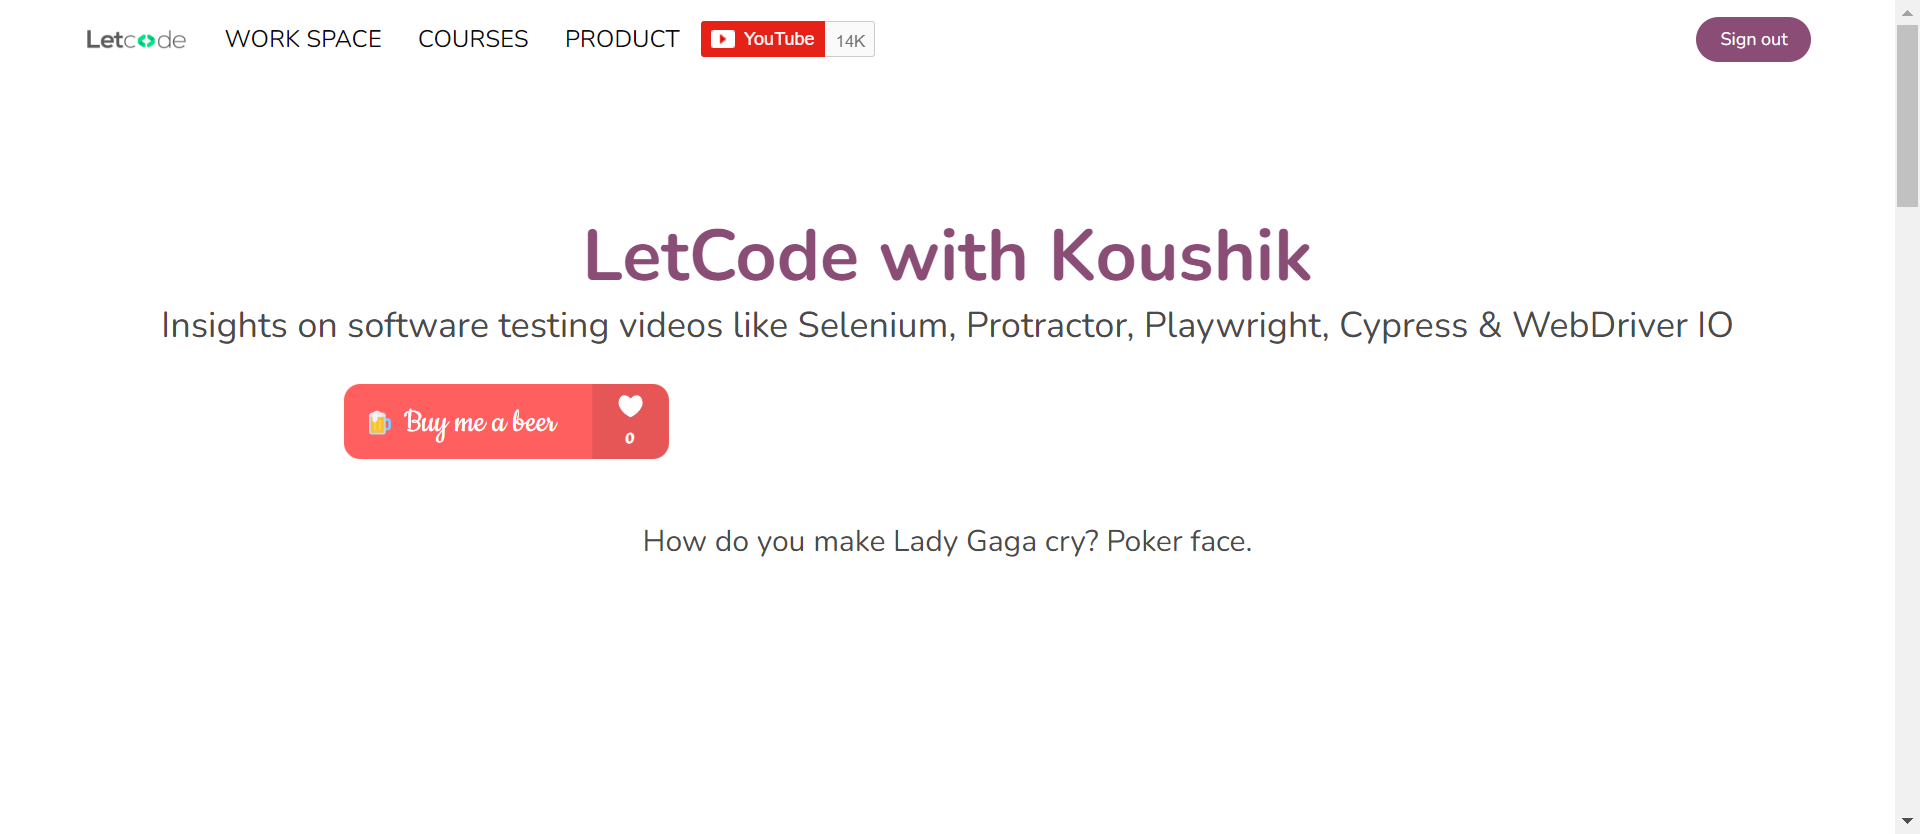 Letcode WORK SPACE COURSES PRODUCT YouTube 14K Sign out
LetCode with Koushik
Insights on software testing videos like Selenium, Protractor, Playwright, Cypress & WebDriver IO
Buy me a beer 0
How do you make Lady Gaga cry? Poker face.